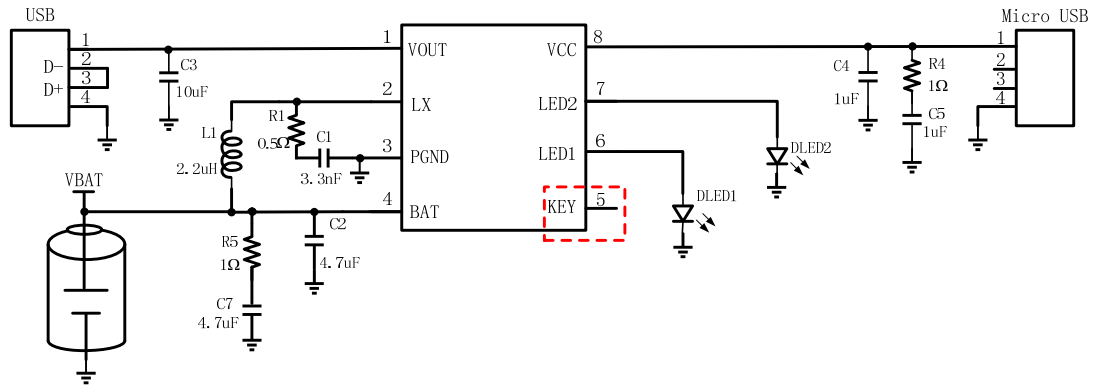 USB
Micro USB
1
2
3
4
D-
D+
C3
10uF
1
VOUT
2
LX
3
PGND
4
BAT
VCC
8
LED2
7
LED1
6
KEY
5
R1
0.5Ω
C1
3.3nF
L1
2.2uH
VBAT
R5
1Ω
C7
4.7uF
C2
4.7uF
DLED2
DLED1
C4
1uF
R4
1Ω
C5
1uF
1
2
3
4